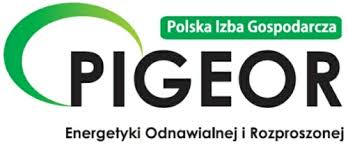 Polska Izba Gospodarcza
PIGEOR
Energetyki Odnawialnej i Rozproszonej